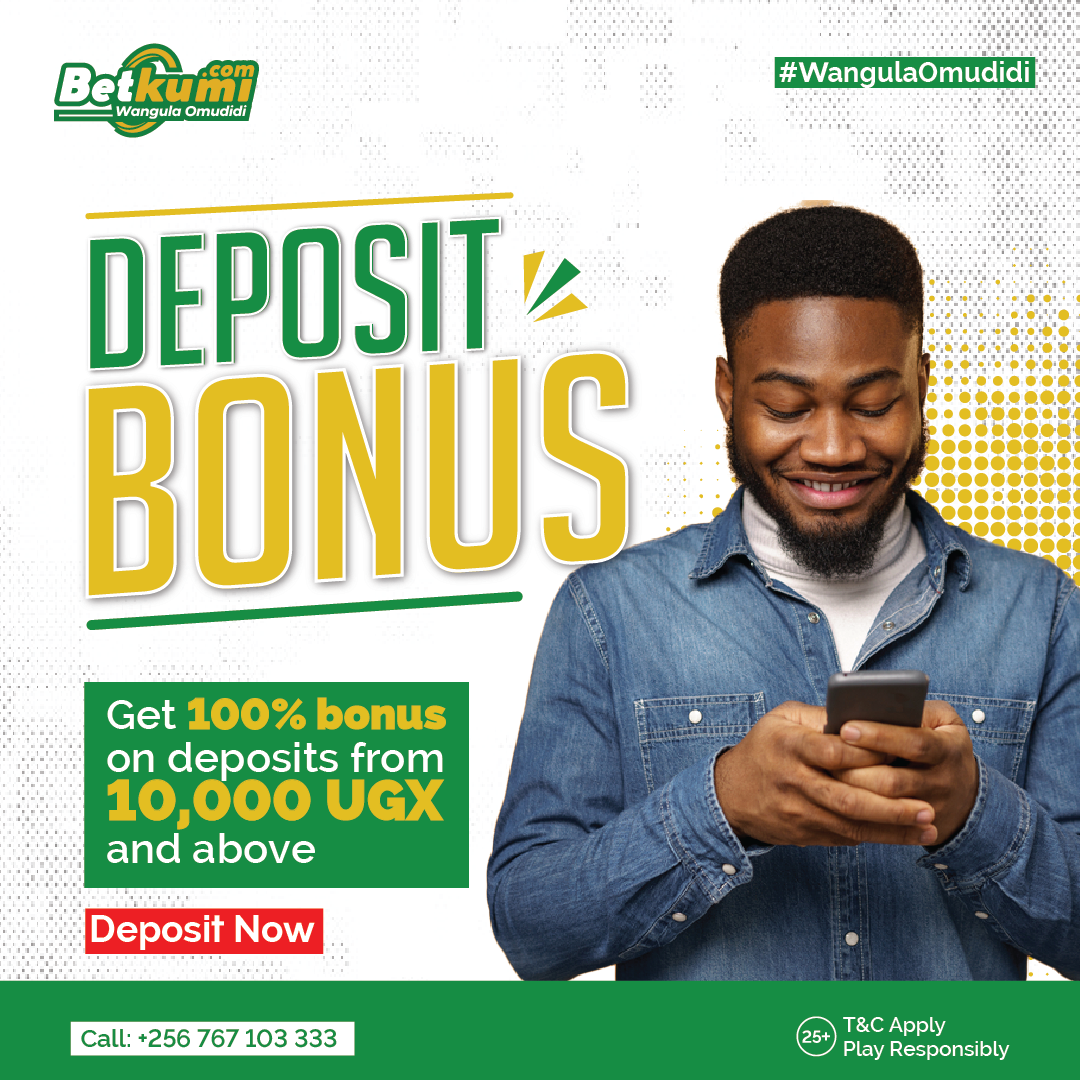 Betkumi.com
Wangula Omudidi
#WangulaOmudidi
DEPOSIT
BONUS
Get 100% bonus
on deposits from
10,000 UGX
and above
Deposit Now
Call: +256 767 103 333
25+
T&C Apply
Play Responsibly